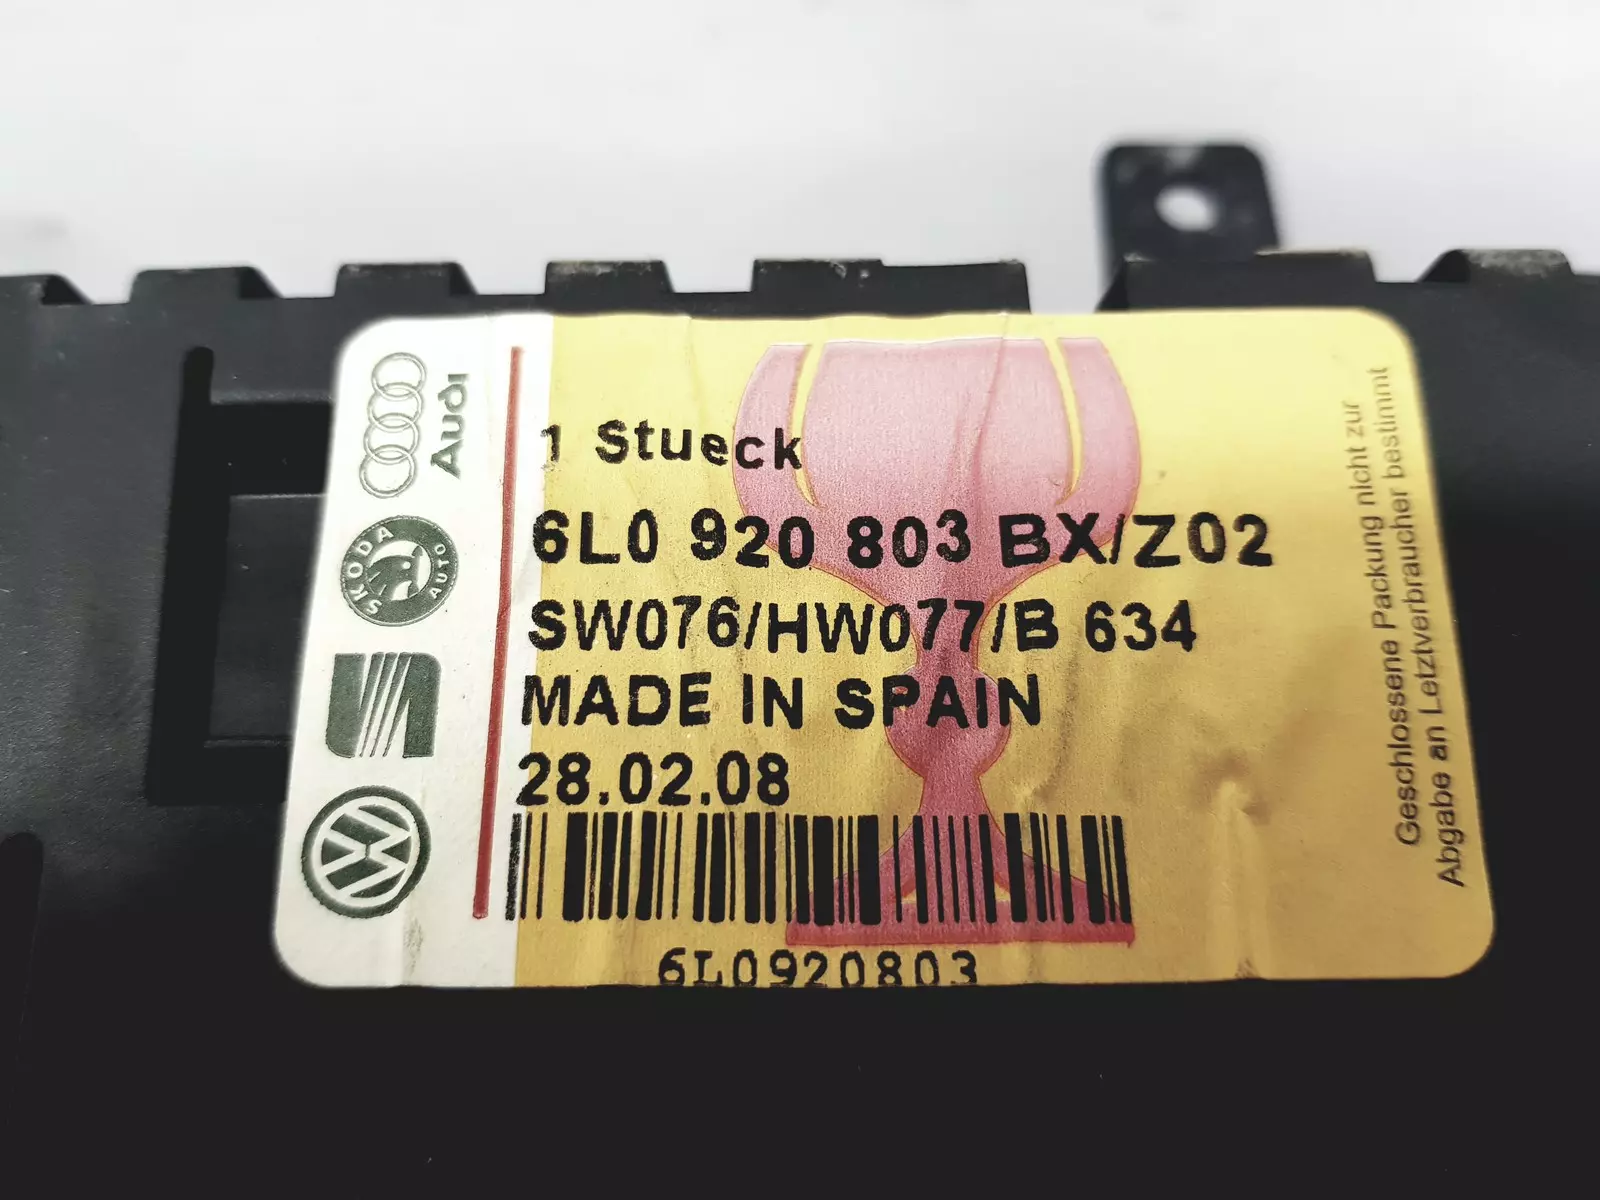 Audi
SKODA
AUTO
1 Stueck
6L0 920 803 BX/Z02
SW076/HW077/B 634
MADE IN SPAIN
28.02.08
6L0920803
Geschlossene Packung nicht zur
Abgabe an Letztverbraucher bestimmt